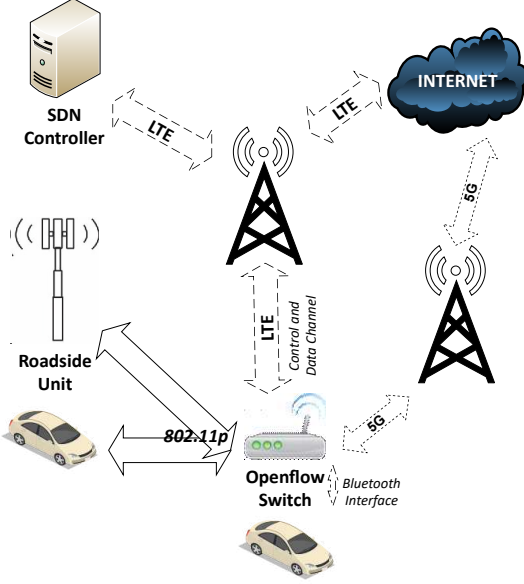 INTERNET
SDN
Controller
LTE
LTE
5G
LTE
Control and
Data Channel
Roadside
Unit
802.11p
5G
Openflow
Switch
Bluetooth
Interface